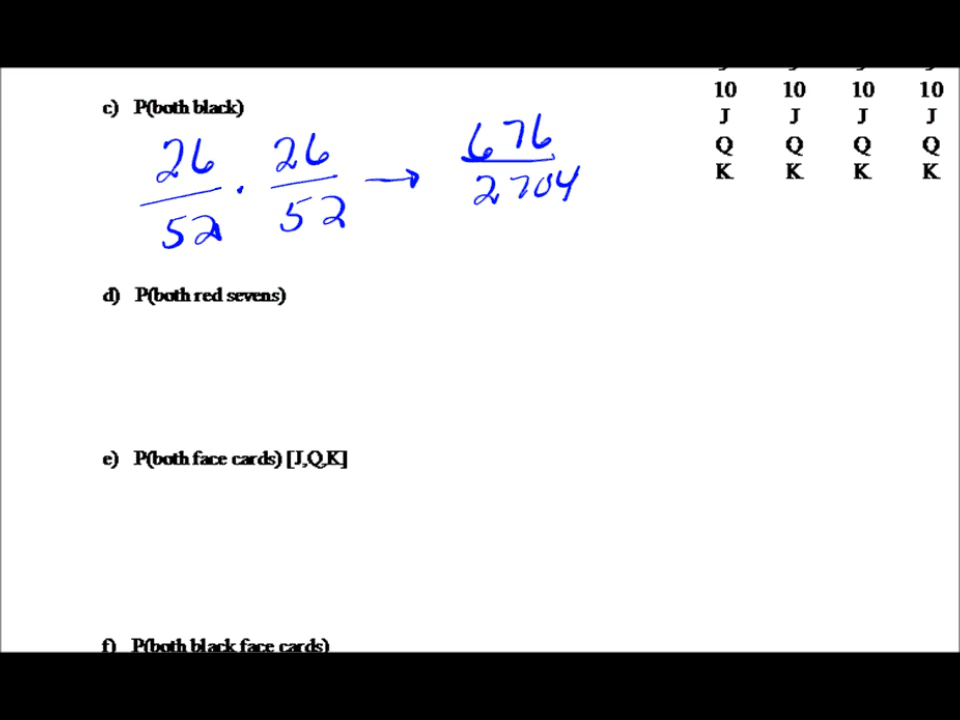 c) P(both black)
26/52 · 26/52 → 676/2704
10 10 10 10
J J J J
Q Q Q Q
K K K K
d) P(both red sevens)
e) P(both face cards) [J,Q,K]
f) P(both black face cards)